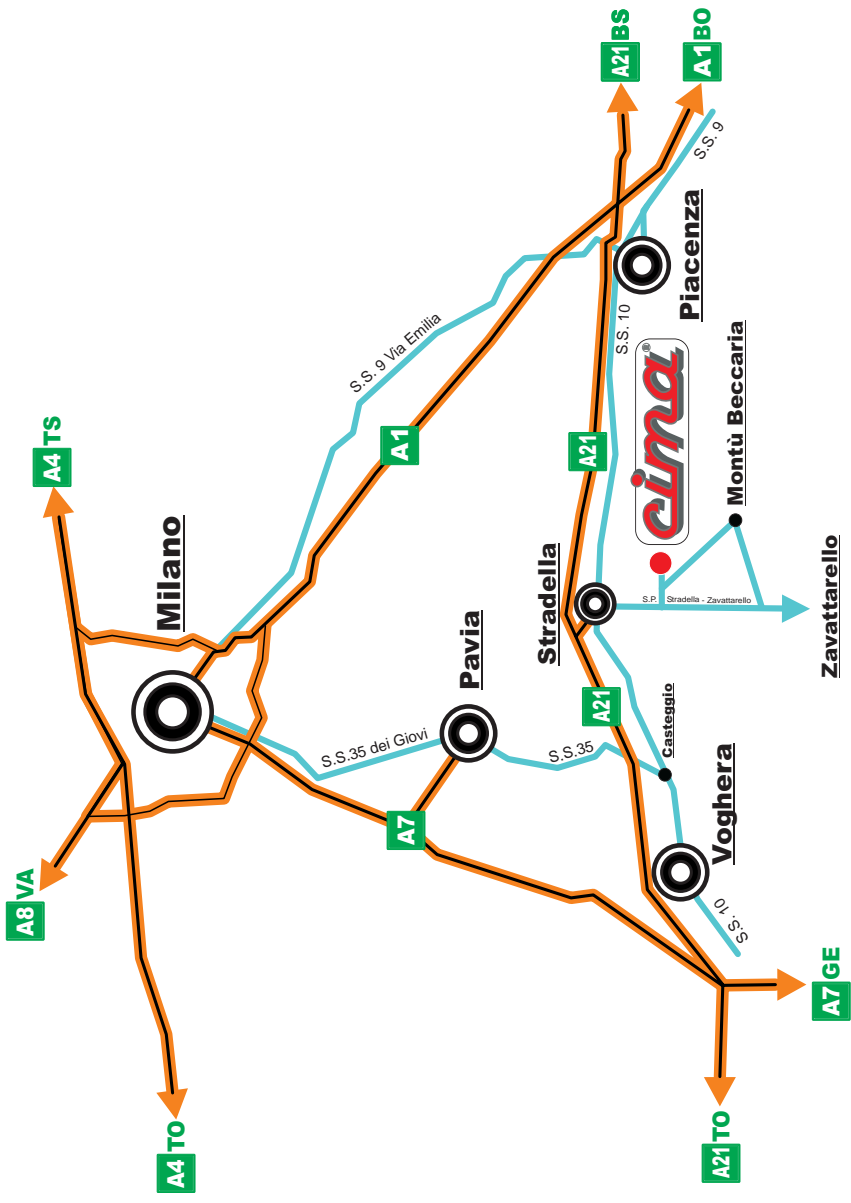 A4 TS
A8 VA
A4 TO
Milano
S.S. 9 Via Emilia
A1
S.S.35 dei Giovi
A7
Pavia
S.S.35
A21 BS
A1 BO
S.S. 9
Piacenza
S.S. 10
A21
Stradella
cima®
S.P. Stradella - Zavattarello
Montù Beccaria
Zavattarello
A21
Casteggio
Voghera
S.S. 10
A7 GE
A21 TO